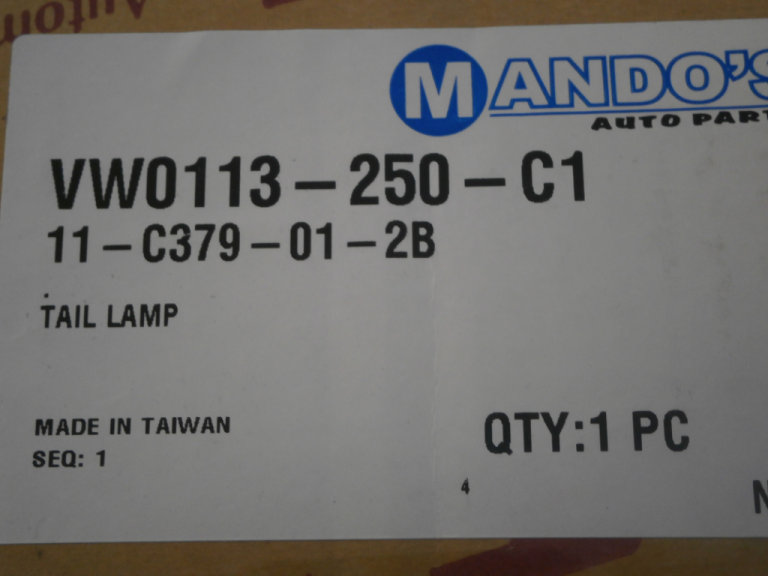 Autom
MANDO'S
AUTO PART
VW0113-250-C1
11-C379-01-2B
TAIL LAMP
MADE IN TAIWAN
SEQ: 1
QTY:1 PC
4
N